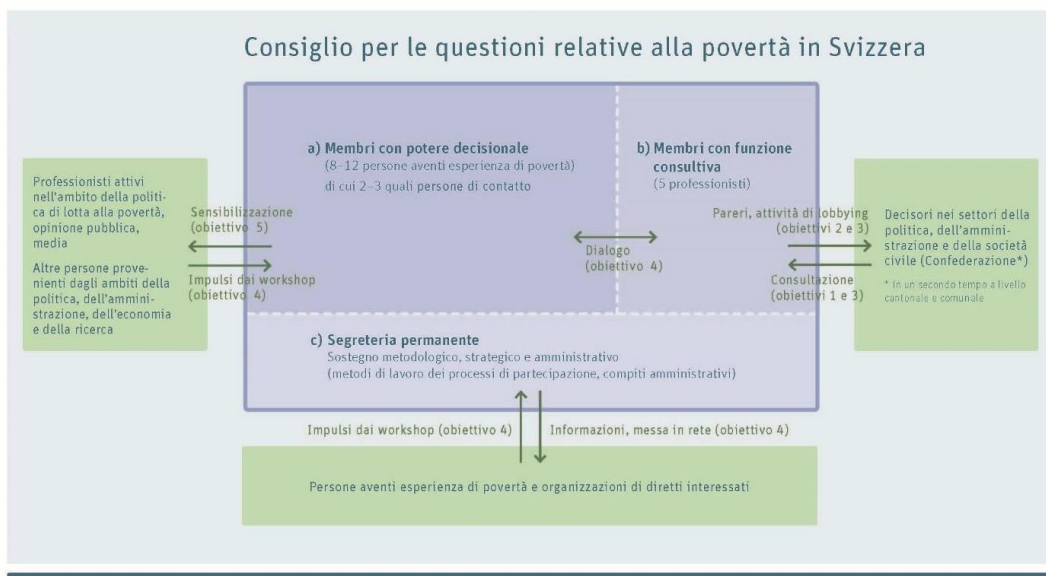 Consiglio per le questioni relative alla povertà in Svizzera
a) Membri con potere decisionale
(8–12 persone aventi esperienza di povertà)
di cui 2–3 quali persone di contatto
b) Membri con funzione
consultiva
(5 professionisti)
Professionisti attivi
nell'ambito della politi-
ca di lotta alla povertà,
opinione pubblica,
media
Altre persone prove-
nienti dagli ambiti della
politica, dell'ammini-
strazione, dell'economia
e della ricerca
Sensibilizzazione
(obiettivo 5)
Impulsi dai workshop
(obiettivo 4)
Dialogo
(obiettivo 4)
Pareri, attività di lobbying
(obiettivi 2 e 3)
Consultazione
(obiettivi 1 e 3)
Decisori nei settori della
politica, dell'ammini-
strazione e della società
civile (Confederazione*)
* In un secondo tempo a livello
cantonale e comunale
c) Segreteria permanente
Sostegno metodologico, strategico e amministrativo
(metodi di lavoro dei processi di partecipazione, compiti amministrativi)
Impulsi dai workshop (obiettivo 4)
Informazioni, messa in rete (obiettivo 4)
Persone aventi esperienza di povertà e organizzazioni di diretti interessati